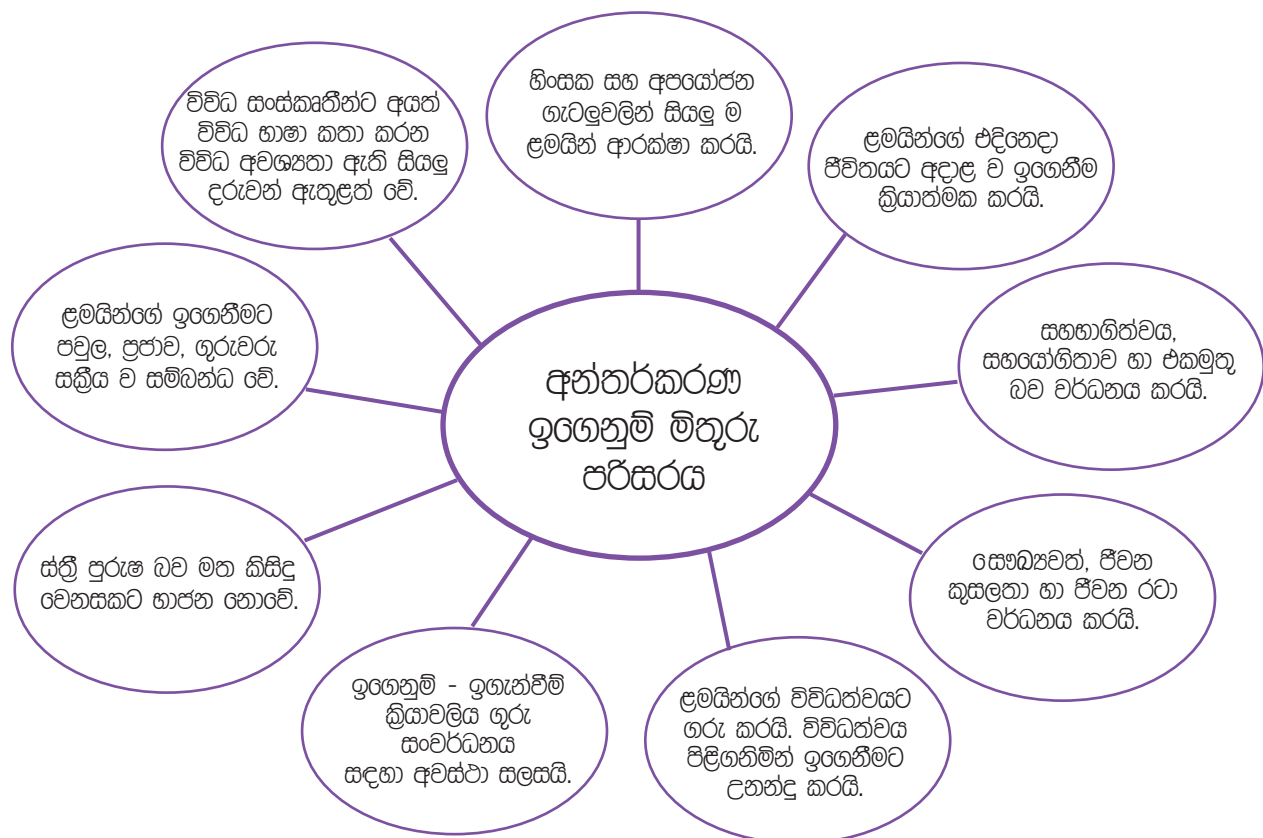 හිංසක සහ අපයෝජන
ගැටලුවලින් සියලු ම
ළමයින් ආරක්ෂා කරයි.
විවිධ සංස්කෘතීන්ට අයත්
විවිධ භාෂා කතා කරන
විවිධ අවශ්‍යතා ඇති සියලු
දරුවන් ඇතුළත් වේ.
ළමයින්ගේ එදිනෙදා
ජීවිතයට අදාළ ව ඉගෙනීම
ක්‍රියාත්මක කරයි.
ළමයින්ගේ ඉගෙනීමට
පවුල, ප්‍රජාව, ගුරුවරු
සක්‍රීය ව සම්බන්ධ වේ.
සහභාගිත්වය,
සහයෝගිතාව හා එකමුතු
බව වර්ධනය කරයි.
අන්තර්කරණ
ඉගෙනුම් මිතුරු
පරිසරය
ස්ත්‍රී පුරුෂ බව මත කිසිදු
වෙනසකට භාජන නොවේ.
සෞඛ්‍යවත්, ජීවන
කුසලතා හා ජීවන රටා
වර්ධනය කරයි.
ඉගෙනුම් - ඉගැන්වීම්
ක්‍රියාවලිය ගුරු
සංවර්ධනය
සඳහා අවස්ථා සලසයි.
ළමයින්ගේ විවිධත්වයට
ගරු කරයි. විවිධත්වය
පිළිගනිමින් ඉගෙනීමට
උනන්දු කරයි.